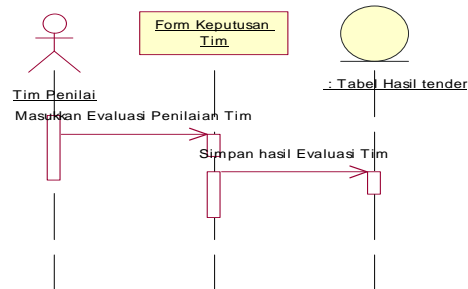 Form Keputusan
Tim
Tim Penilai
: Tabel Hasil tender
Masukkan Evaluasi Penilaian Tim
Simpan hasil Evaluasi Tim